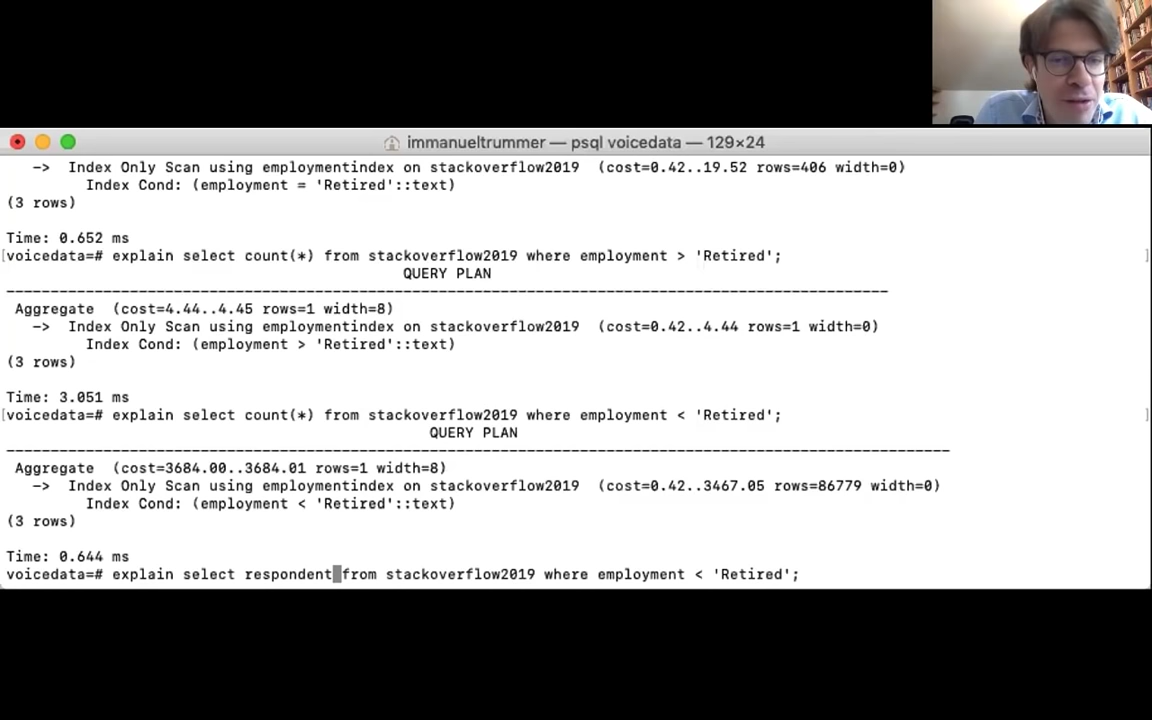 immanueltrummer — psql voicedata — 129×24
-> Index Only Scan using employmentindex on stackoverflow2019 (cost=0.42..19.52 rows=406 width=0)
Index Cond: (employment = 'Retired'::text)
(3 rows)
Time: 0.652 ms
[voicedata=# explain select count(*) from stackoverflow2019 where employment > 'Retired'; ]
QUERY PLAN
----------------------------------------------------------------------------------------------------
Aggregate (cost=4.44..4.45 rows=1 width=8)
-> Index Only Scan using employmentindex on stackoverflow2019 (cost=0.42..4.44 rows=1 width=0)
Index Cond: (employment > 'Retired'::text)
(3 rows)
Time: 3.051 ms
[voicedata=# explain select count(*) from stackoverflow2019 where employment < 'Retired'; ]
QUERY PLAN
-----------------------------------------------------------------------------------------------------------
Aggregate (cost=3684.00..3684.01 rows=1 width=8)
-> Index Only Scan using employmentindex on stackoverflow2019 (cost=0.42..3467.05 rows=86779 width=0)
Index Cond: (employment < 'Retired'::text)
(3 rows)
Time: 0.644 ms
voicedata=# explain select respondent from stackoverflow2019 where employment < 'Retired';